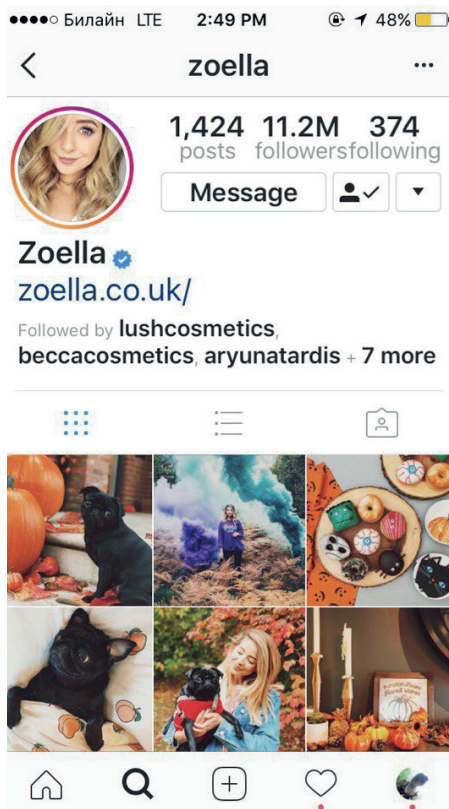 Билайн LTE 2:49 PM 48%
zoella
1,424 11.2M 374
posts followers following
Message
Zoella
zoella.co.uk/
Followed by lushcosmetics,
beccacosmetics, aryunatardis + 7 more